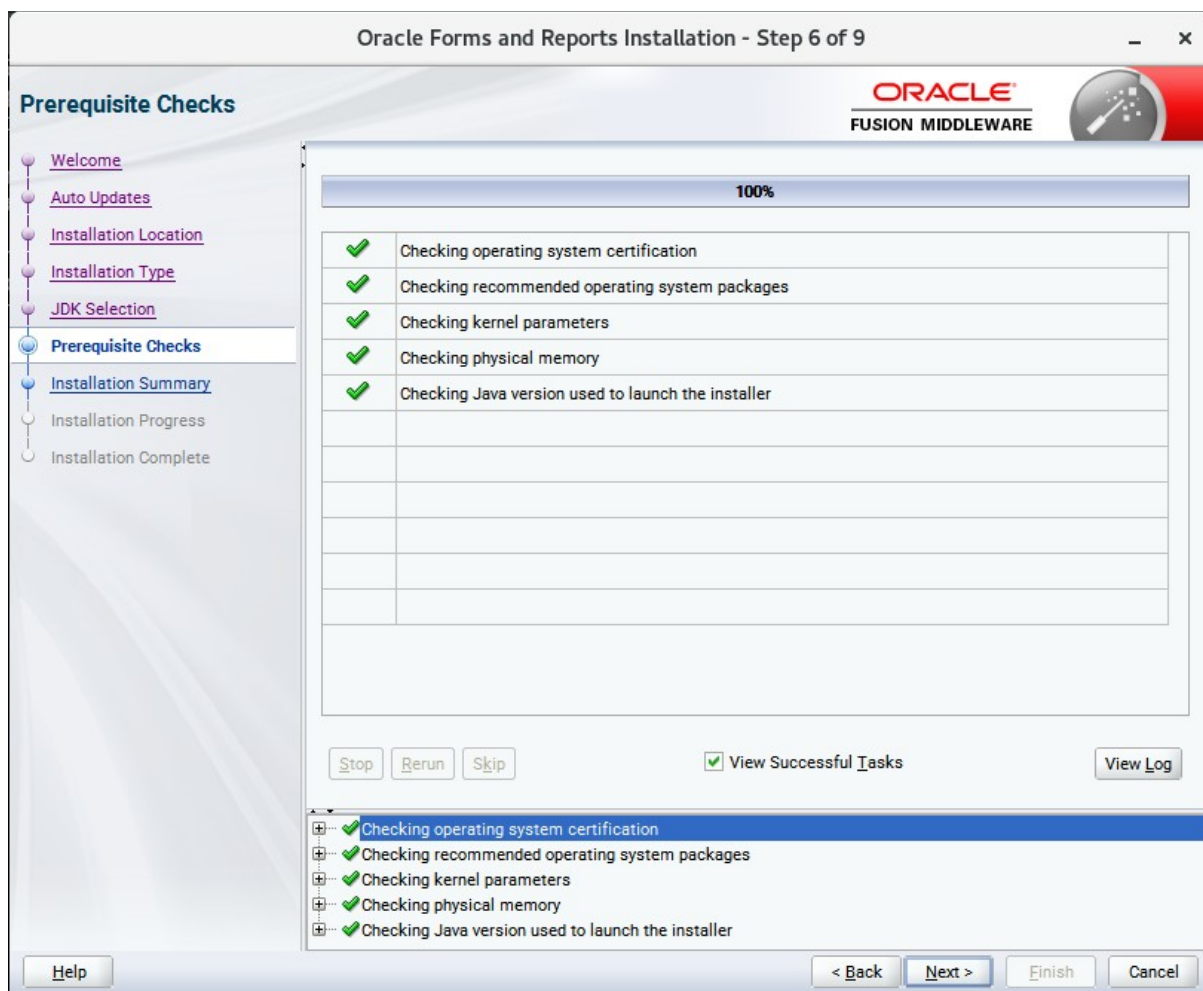 Oracle Forms and Reports Installation - Step 6 of 9
Prerequisite Checks
ORACLE
FUSION MIDDLEWARE
Welcome
Auto Updates
Installation Location
Installation Type
JDK Selection
Prerequisite Checks
Installation Summary
Installation Progress
Installation Complete
100%
Checking operating system certification
Checking recommended operating system packages
Checking kernel parameters
Checking physical memory
Checking Java version used to launch the installer
Stop Rerun Skip View Successful Tasks View Log
Checking operating system certification
Checking recommended operating system packages
Checking kernel parameters
Checking physical memory
Checking Java version used to launch the installer
Help < Back Next > Finish Cancel